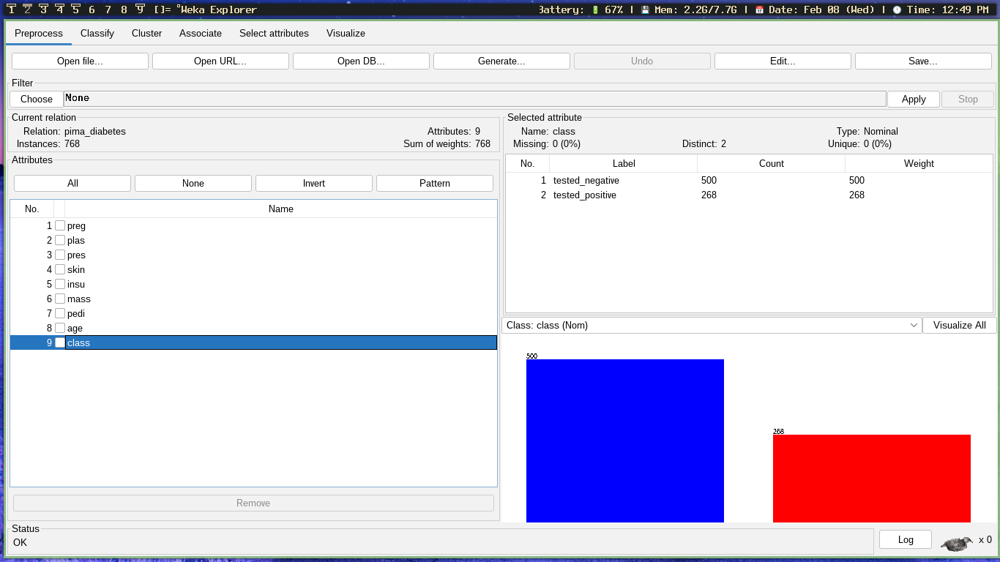 1 2 3 4 5 6 7 8 9 []= Weka Explorer
Battery: 67% | Mem: 2.2G/7.7G | Date: Feb 08 (Wed) | Time: 12:49 PM
Preprocess Classify Cluster Associate Select attributes Visualize
Open file... Open URL... Open DB... Generate... Undo Edit... Save...
Filter
Choose None Apply Stop
Current relation
Relation: pima_diabetes Attributes: 9
Instances: 768 Sum of weights: 768
Attributes
All None Invert Pattern
No. Name
1 preg
2 plas
3 pres
4 skin
5 insu
6 mass
7 pedi
8 age
9 class
Remove
Selected attribute
Name: class Type: Nominal
Missing: 0 (0%) Distinct: 2 Unique: 0 (0%)
No. Label Count Weight
1 tested_negative 500 500
2 tested_positive 268 268
Class: class (Nom) Visualize All
500
268
Status
OK
Log x 0